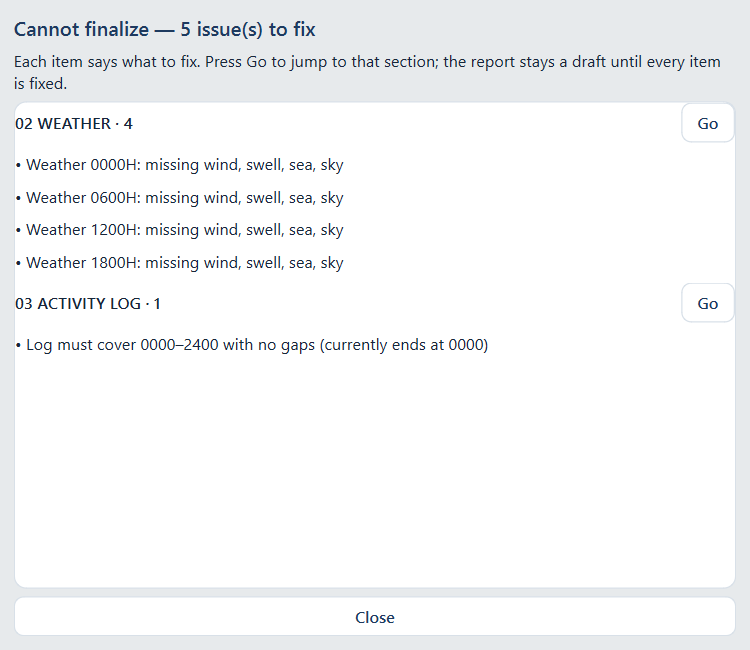 Cannot finalize — 5 issue(s) to fix
Each item says what to fix. Press Go to jump to that section; the report stays a draft until every item
is fixed.
02 WEATHER · 4
Go
• Weather 0000H: missing wind, swell, sea, sky
• Weather 0600H: missing wind, swell, sea, sky
• Weather 1200H: missing wind, swell, sea, sky
• Weather 1800H: missing wind, swell, sea, sky
03 ACTIVITY LOG · 1
Go
• Log must cover 0000–2400 with no gaps (currently ends at 0000)
Close